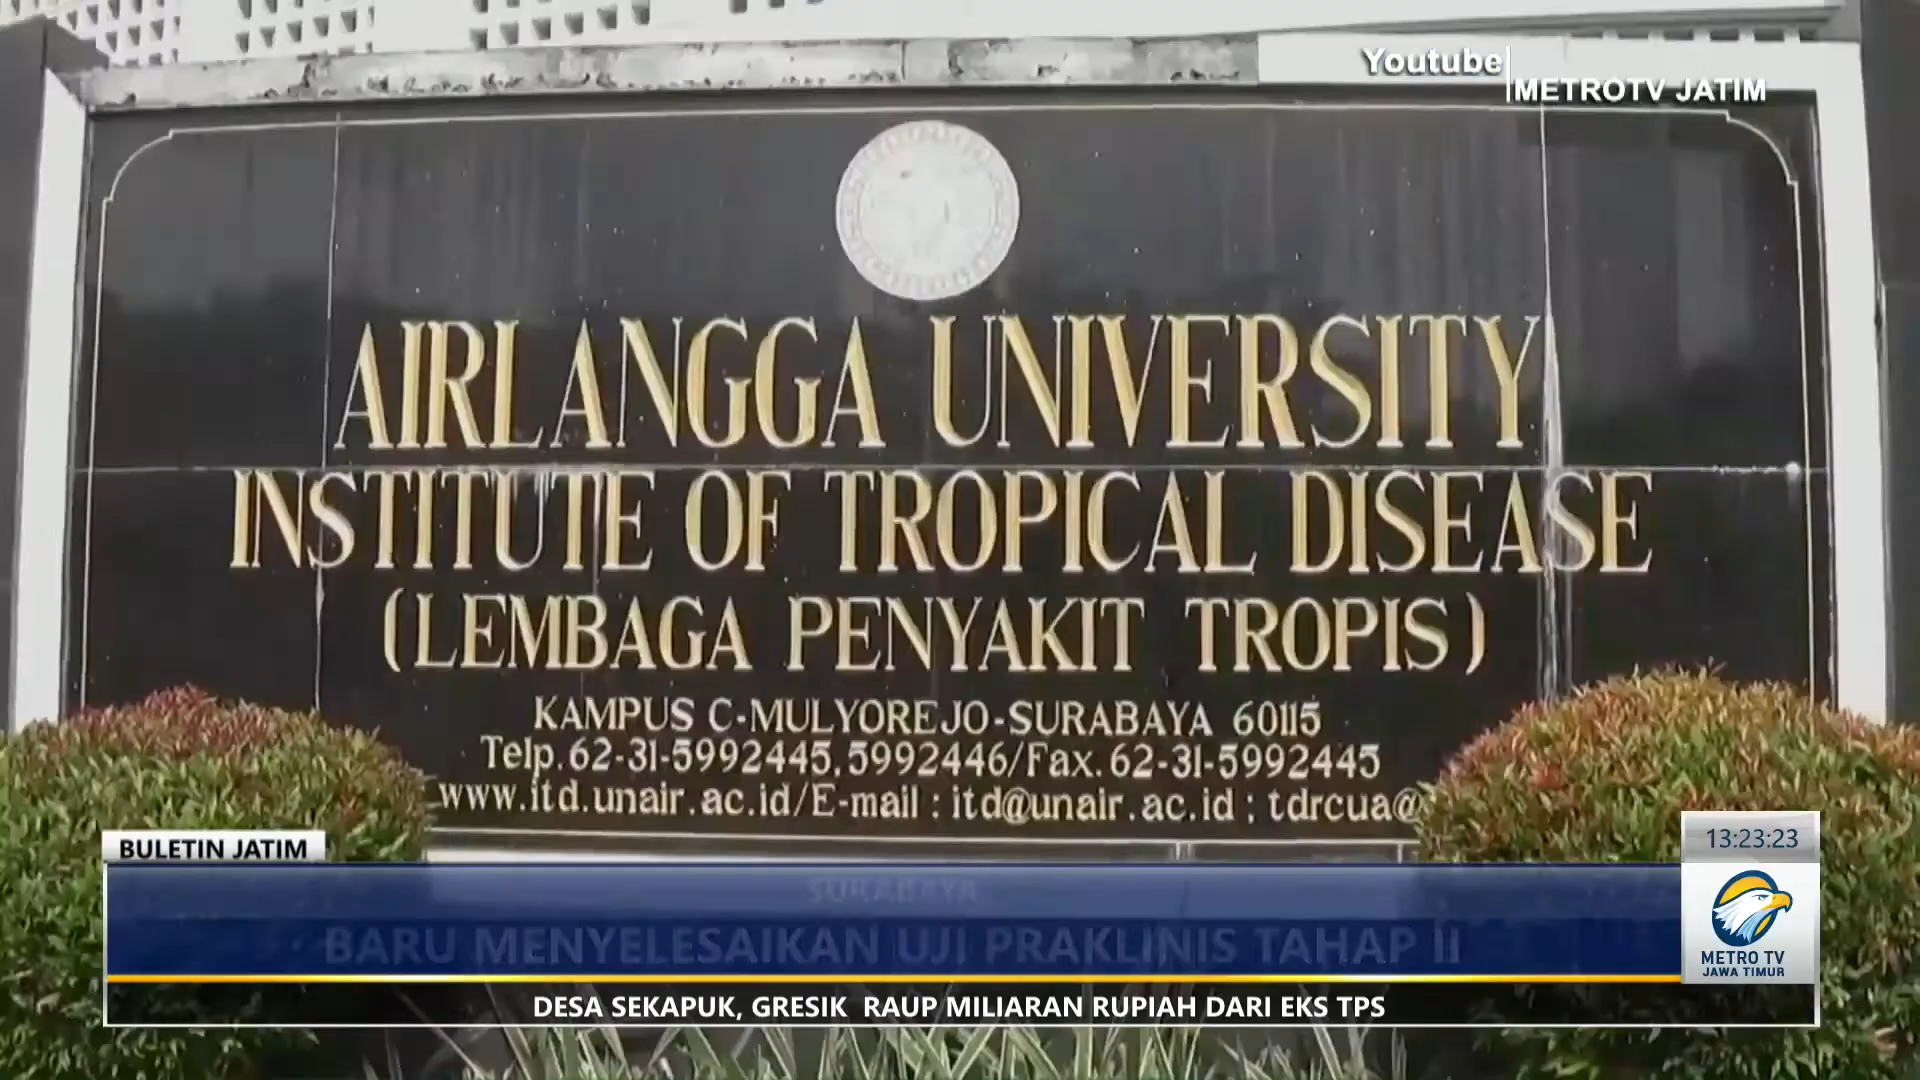 Youtube
METROTV JATIM
AIRLANGGA UNIVERSITY
INSTITUTE OF TROPICAL DISEASE
(LEMBAGA PENYAKIT TROPIS)
KAMPUS C-MULYOREJO-SURABAYA 60115
Telp.62-31-5992445,5992446/Fax.62-31-5992445
www.itd.unair.ac.id/E-mail : itd@unair.ac.id ; tdrcua@
BULETIN JATIM
13:23:23
SURABAYA
BARU MENYELESAIKAN UJI PRAKLINIS TAHAP II
METRO TV
JAWA TIMUR
DESA SEKAPUK, GRESIK RAUP MILIARAN RUPIAH DARI EKS TPS